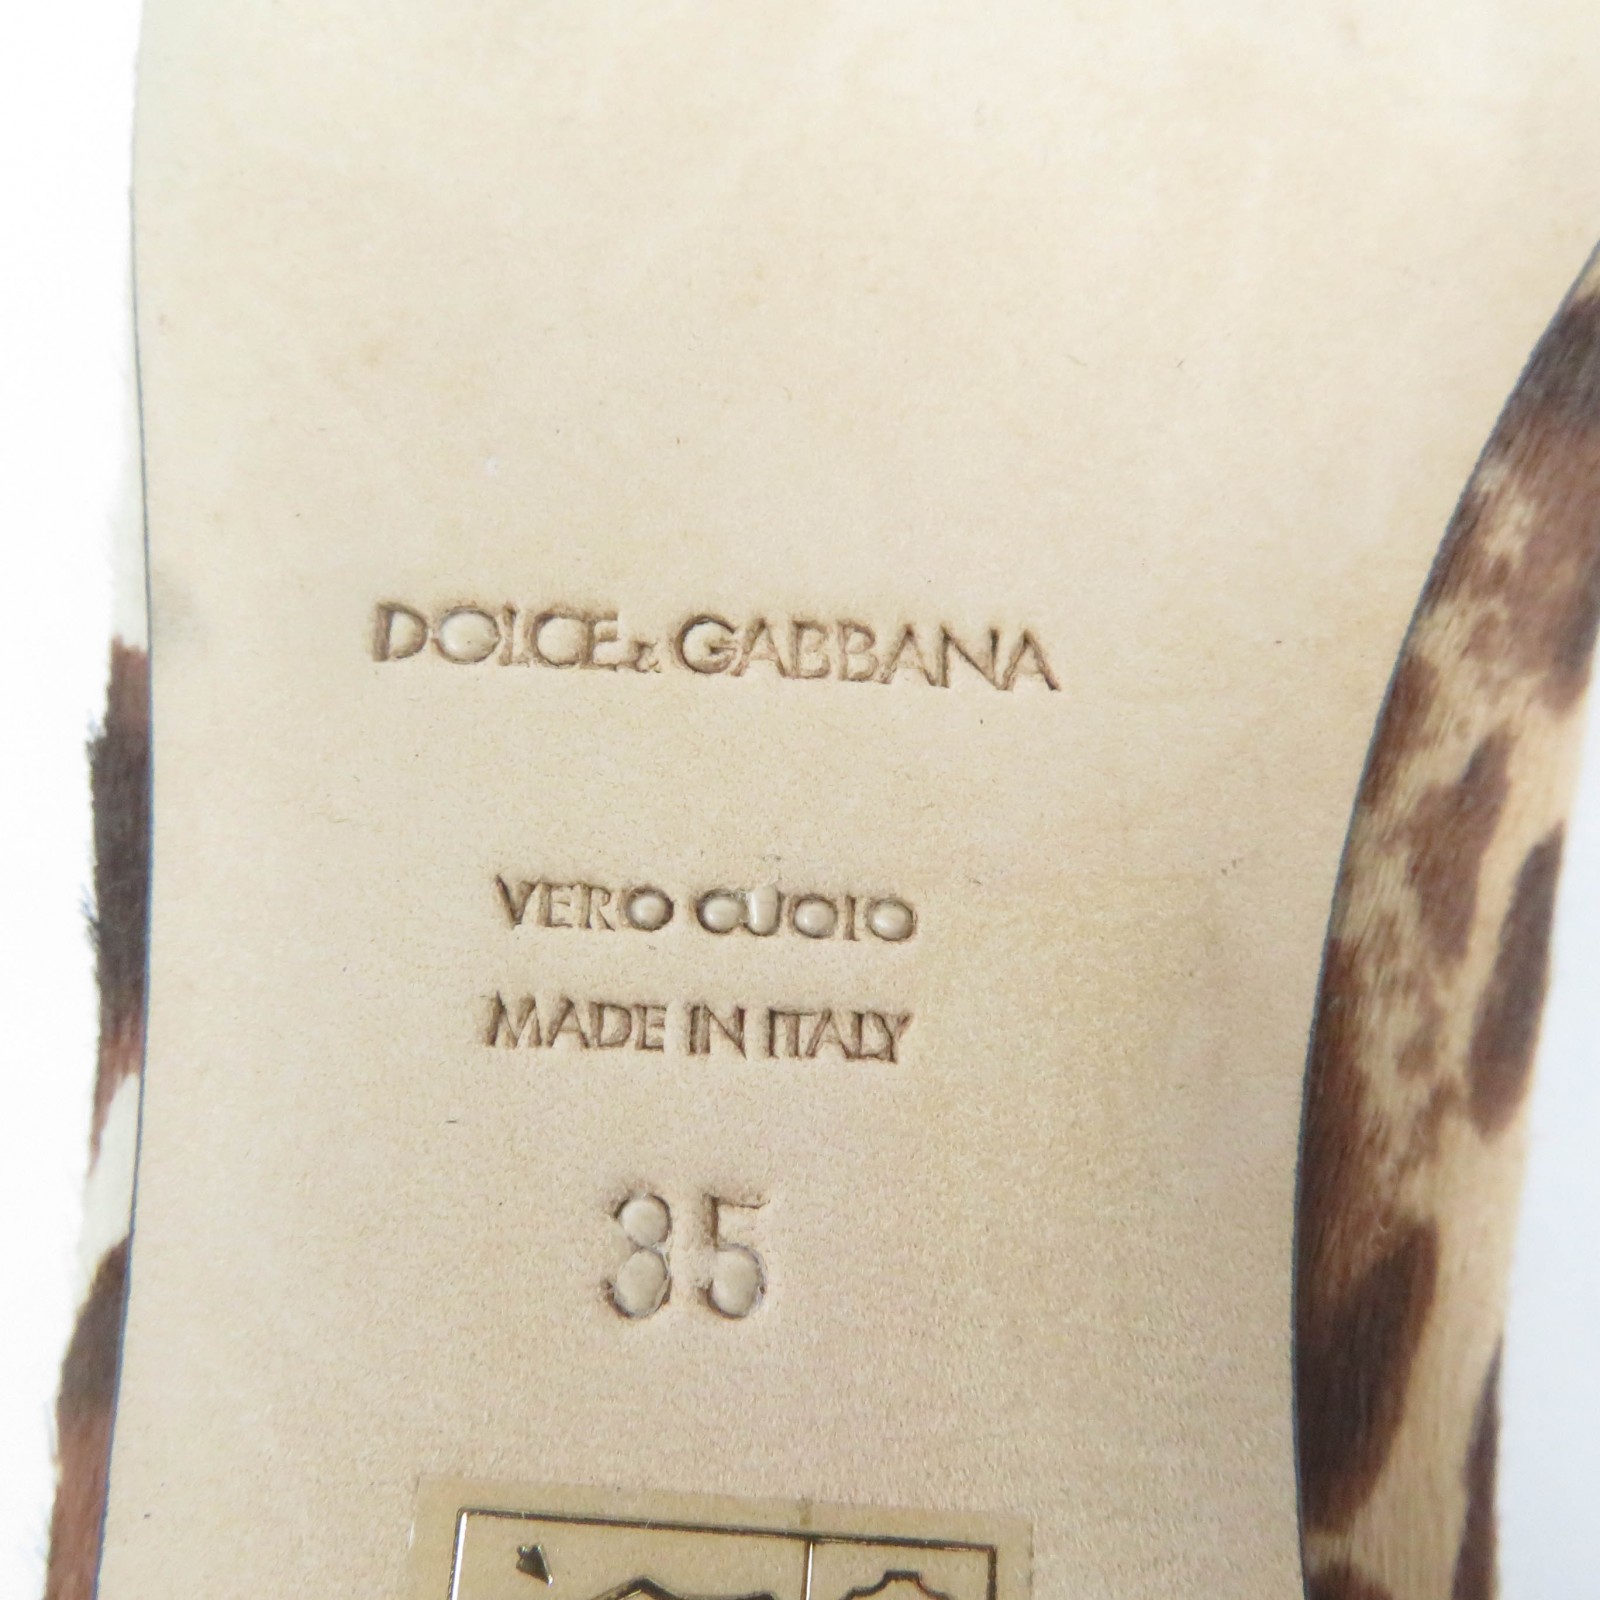 DOLCE & GABBANA
VERO CUOIO
MADE IN ITALY
35